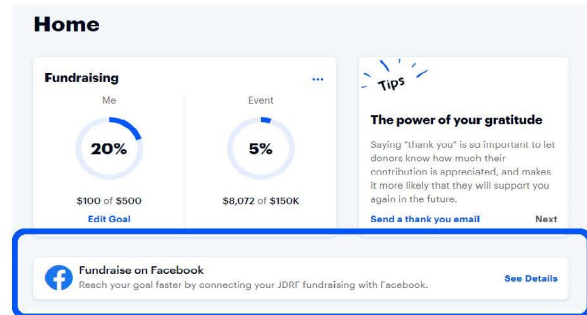 Home
Fundraising
...
Me
Event
20%
5%
$100 of $500
$8,072 of $150K
Edit Goal
Tips
The power of your gratitude
Saying "thank you" is so important to let
donors know how much their
contribution is appreciated, and makes
it more likely that they will support you
again in the future.
Send a thank you email
Next
Fundraise on Facebook
Reach your goal faster by connecting your JDRF fundraising with Facebook.
See Details